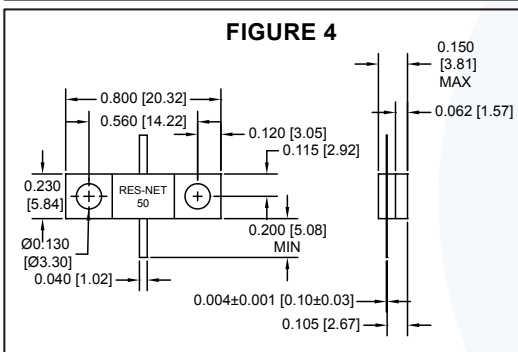 FIGURE 4
0.150
[3.81]
MAX
0.800 [20.32]
0.560 [14.22]
0.062 [1.57]
0.120 [3.05]
0.115 [2.92]
0.230
[5.84]
RES-NET
50
0.200 [5.08]
MIN
Ø0.130
[Ø3.30]
0.040 [1.02]
0.004±0.001 [0.10±0.03]
0.105 [2.67]